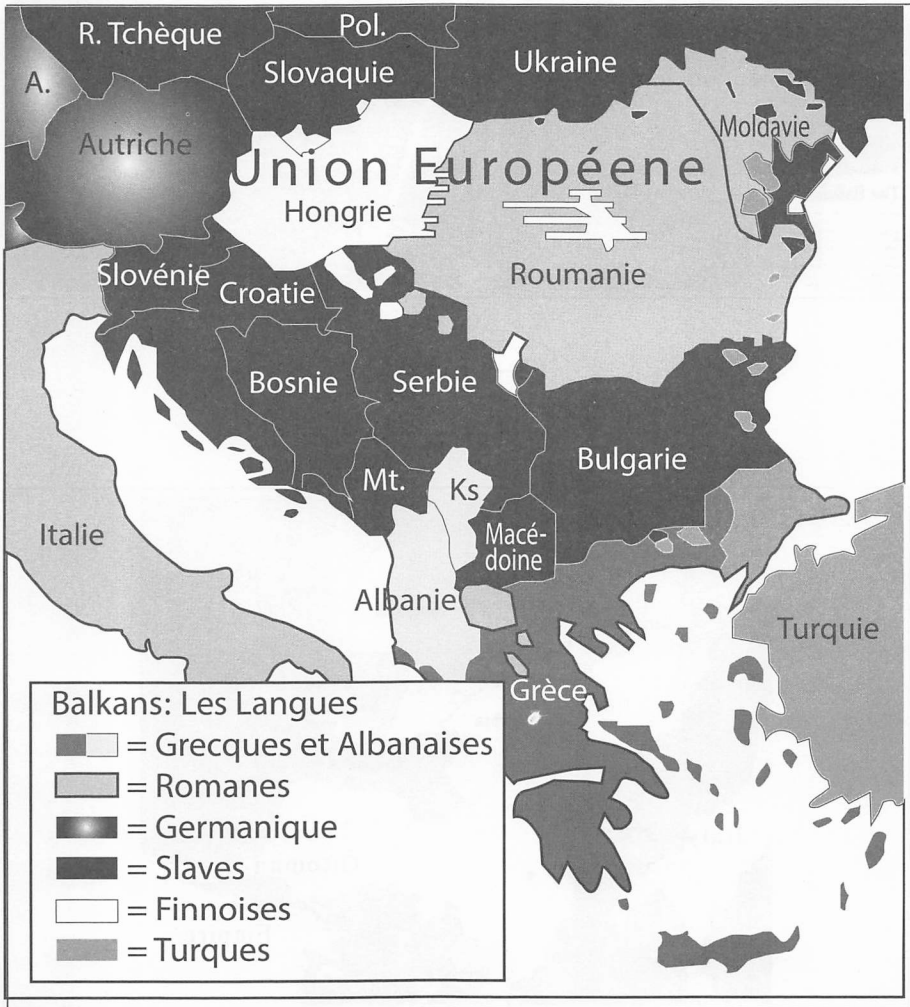 R. Tchèque
Pol.
Slovaquie
Ukraine
A.
Autriche
Moldavie
Union Européene
Hongrie
Roumanie
Slovénie
Croatie
Bosnie
Serbie
Bulgarie
Mt.
Ks
Macé-
doine
Italie
Albanie
Turquie
Grèce
Balkans: Les Langues
= Grecques et Albanaises
= Romanes
= Germanique
= Slaves
= Finnoises
= Turques